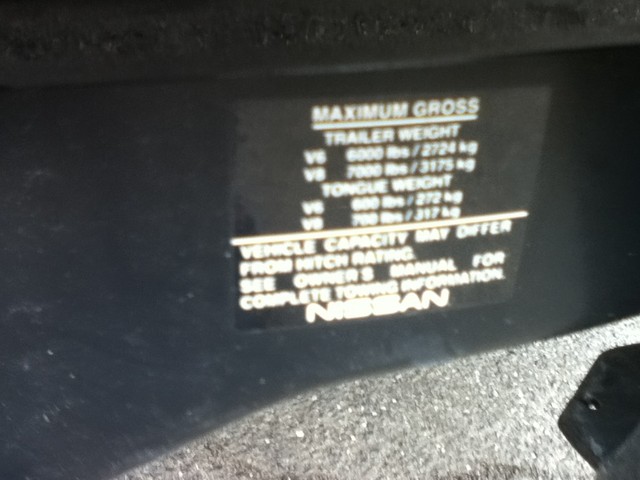 MAXIMUM GROSS
TRAILER WEIGHT
V6 6000 lbs / 2724 kg
V8 7000 lbs / 3175 kg
TONGUE WEIGHT
V6 600 lbs / 272 kg
V8 700 lbs / 317 kg
VEHICLE CAPACITY MAY DIFFER
FROM HITCH RATING.
SEE OWNER'S MANUAL FOR
COMPLETE TOWING INFORMATION.
NISSAN